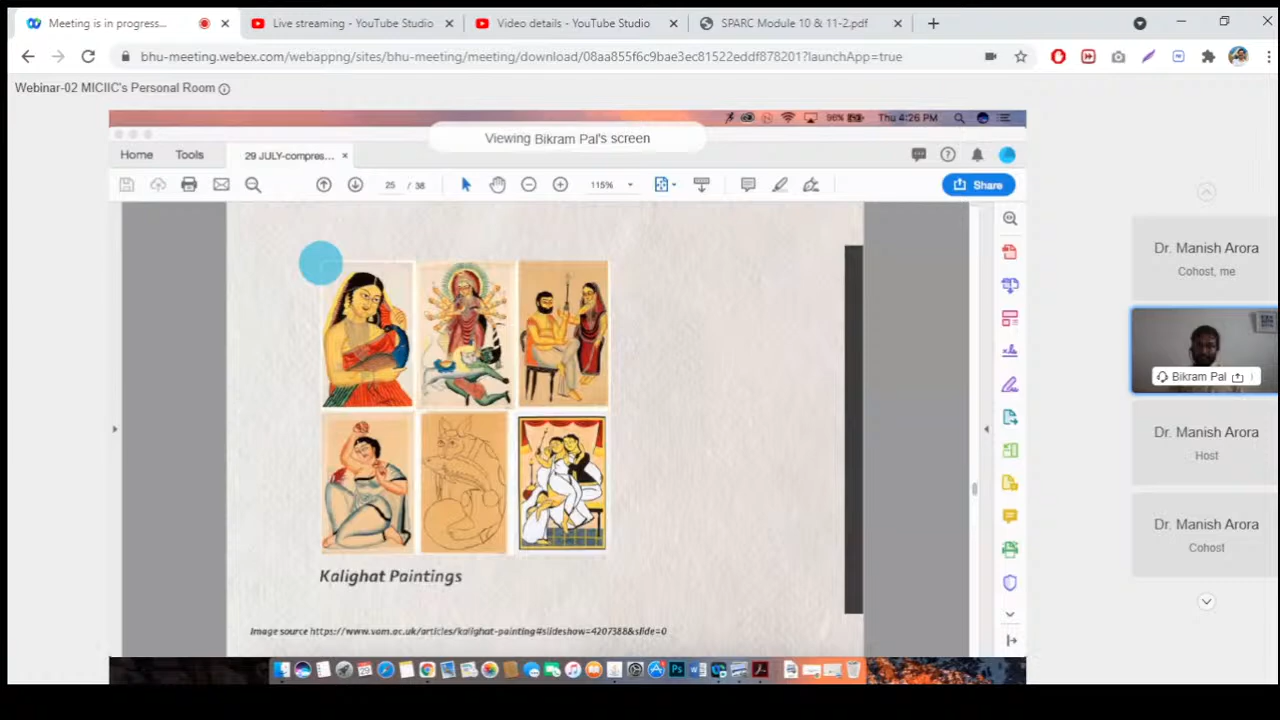 Meeting is in progress...
Live streaming - YouTube Studio
Video details - YouTube Studio
SPARC Module 10 & 11-2.pdf
bhu-meeting.webex.com/webappng/sites/bhu-meeting/meeting/download/08aa855f6c9bae3ec81522eddf878201?launchApp=true
Webinar-02 MICIIC's Personal Room
96% Thu 4:26 PM
Viewing Bikram Pal's screen
Home Tools 29 JULY-compres...
25 / 38 115% Share
Dr. Manish Arora
Cohost, me
Bikram Pal
Dr. Manish Arora
Host
Dr. Manish Arora
Cohost
Kalighat Paintings
Image source https://www.vam.ac.uk/articles/kalighat-painting#slideshow=4207388&slide=0